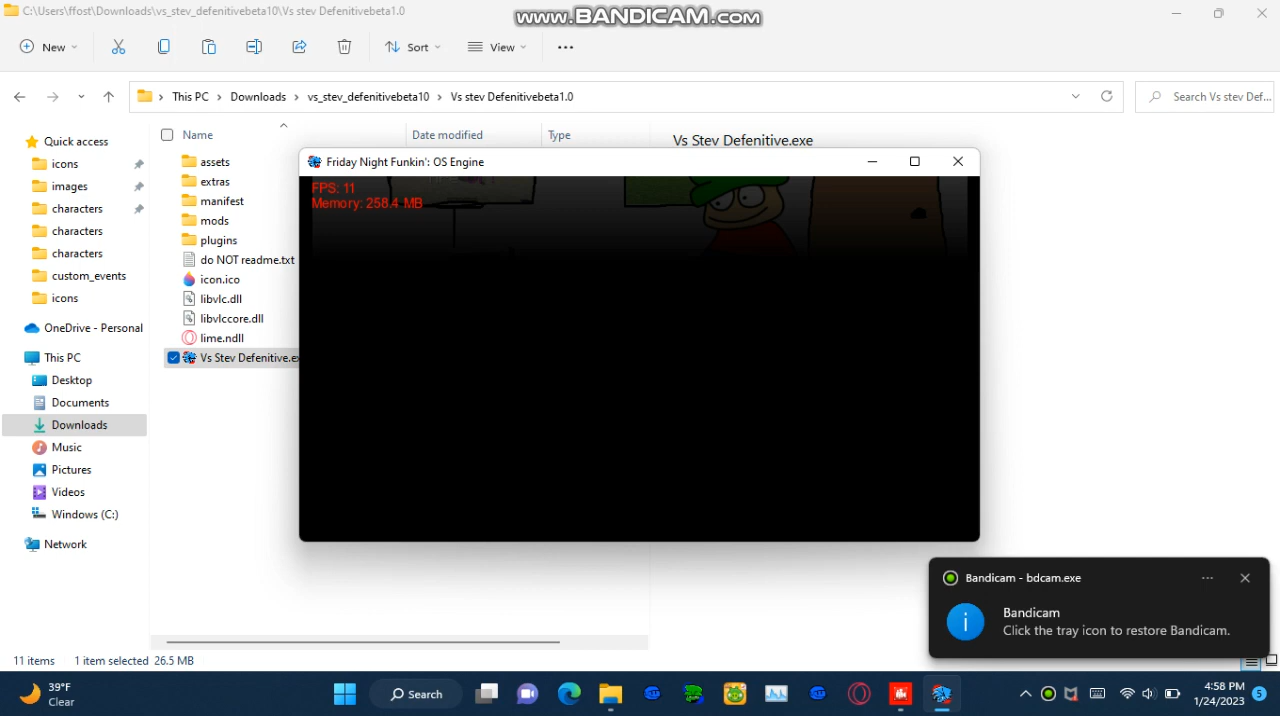 C:\Users\ffost\Downloads\vs_stev_defenitivebeta10\Vs stev Defenitivebeta1.0
www.BANDICAM.com
New
Sort
View
This PC
Downloads
vs_stev_defenitivebeta10
Vs stev Defenitivebeta1.0
Search Vs stev Def...
Quick access
icons
images
characters
characters
characters
custom_events
icons
OneDrive - Personal
This PC
Desktop
Documents
Downloads
Music
Pictures
Videos
Windows (C:)
Network
Name
Date modified
Type
assets
extras
manifest
mods
plugins
do NOT readme.txt
icon.ico
libvlc.dll
libvlccore.dll
lime.ndll
Vs Stev Defenitive.ex
Vs Stev Defenitive.exe
Friday Night Funkin': OS Engine
FPS: 11
Memory: 258.4 MB
Bandicam - bdcam.exe
Bandicam
Click the tray icon to restore Bandicam.
11 items
1 item selected 26.5 MB
39°F
Clear
Search
4:58 PM
1/24/2023
5